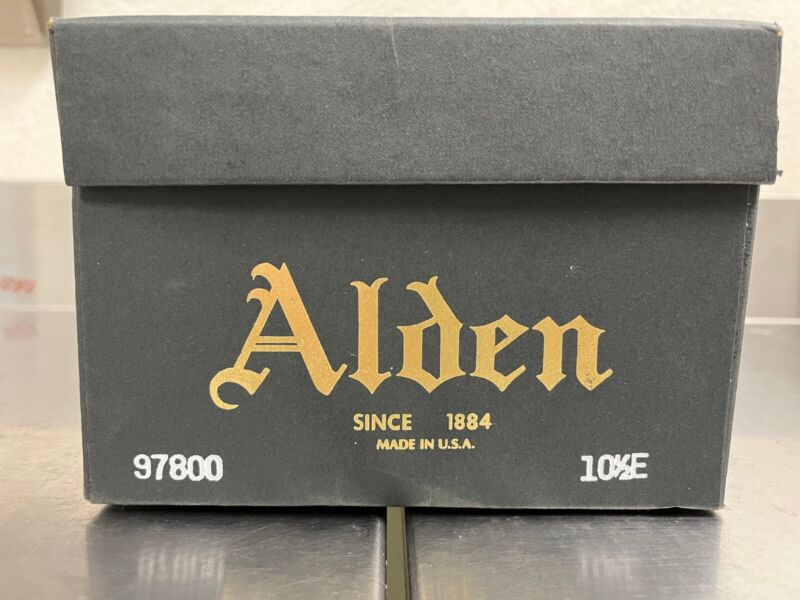 Alden
SINCE 1884
MADE IN U.S.A.
97800 10½E